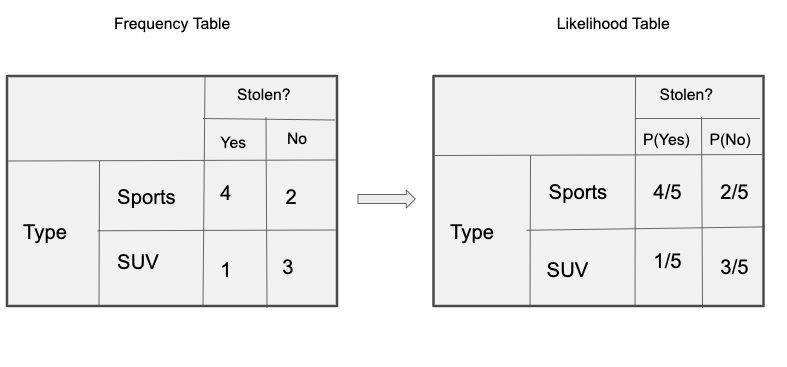 Frequency Table
Stolen?
Yes No
Type
Sports 4 2
SUV 1 3
Likelihood Table
Stolen?
P(Yes) P(No)
Type
Sports 4/5 2/5
SUV 1/5 3/5